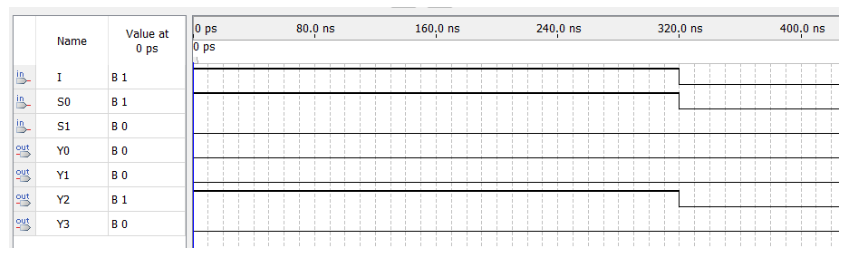 Name Value at 0 ps
0 ps 80.0 ns 160.0 ns 240.0 ns 320.0 ns 400.0 ns
0 ps
in I B 1
in S0 B 1
in S1 B 0
out Y0 B 0
out Y1 B 0
out Y2 B 1
out Y3 B 0